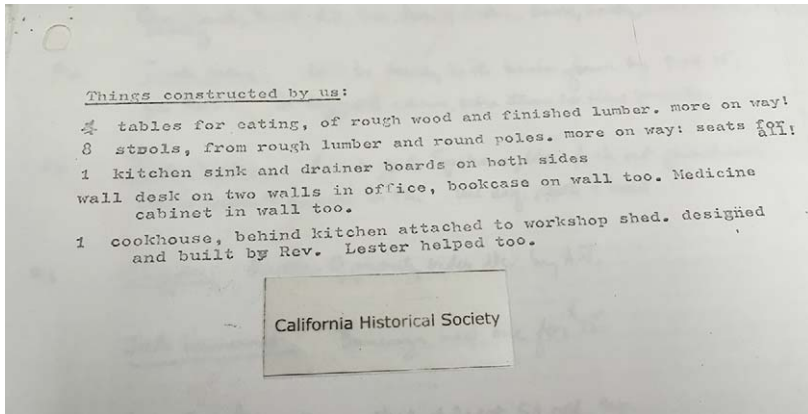 Things constructed by us:
tables for eating, of rough wood and finished lumber. more on way!
8 stools, from rough lumber and round poles. more on way: seats for all!
1 kitchen sink and drainer boards on both sides
wall desk on two walls in office, bookcase on wall too. Medicine
cabinet in wall too.
1 cookhouse, behind kitchen attached to workshop shed. designed
and built by Rev. Lester helped too.
California Historical Society